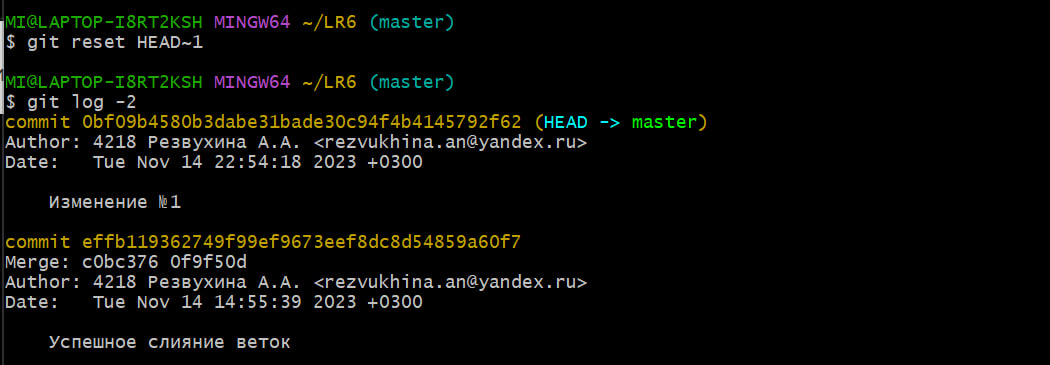 MI@LAPTOP-I8RT2KSH MINGW64 ~/LR6 (master)
$ git reset HEAD~1
MI@LAPTOP-I8RT2KSH MINGW64 ~/LR6 (master)
$ git log -2
commit 0bf09b4580b3dabe31bade30c94f4b4145792f62 (HEAD -> master)
Author: 4218 Резвухина А.А. <rezvukhina.an@yandex.ru>
Date:   Tue Nov 14 22:54:18 2023 +0300
Изменение №1
commit effb119362749f99ef9673eef8dc8d54859a60f7
Merge: c0bc376 0f9f50d
Author: 4218 Резвухина А.А. <rezvukhina.an@yandex.ru>
Date:   Tue Nov 14 14:55:39 2023 +0300
Успешное слияние веток